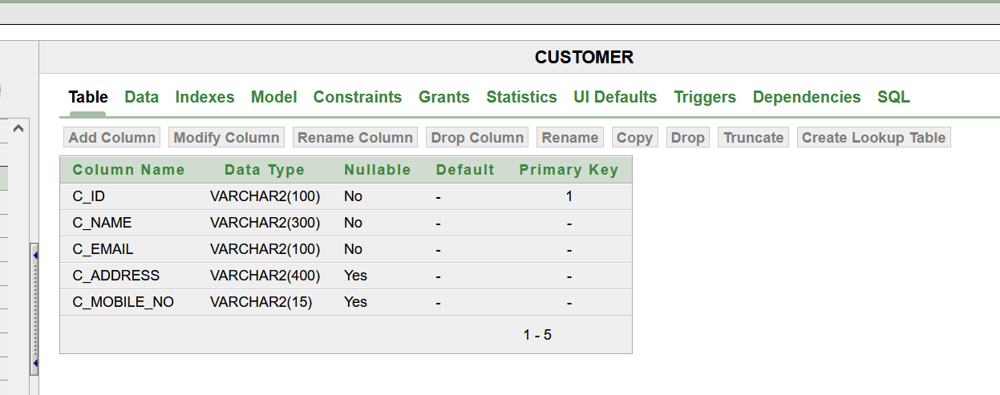 CUSTOMER
Table Data Indexes Model Constraints Grants Statistics UI Defaults Triggers Dependencies SQL
Add Column Modify Column Rename Column Drop Column Rename Copy Drop Truncate Create Lookup Table
Column Name Data Type Nullable Default Primary Key
C_ID VARCHAR2(100) No - 1
C_NAME VARCHAR2(300) No - -
C_EMAIL VARCHAR2(100) No - -
C_ADDRESS VARCHAR2(400) Yes - -
C_MOBILE_NO VARCHAR2(15) Yes - -
1 - 5